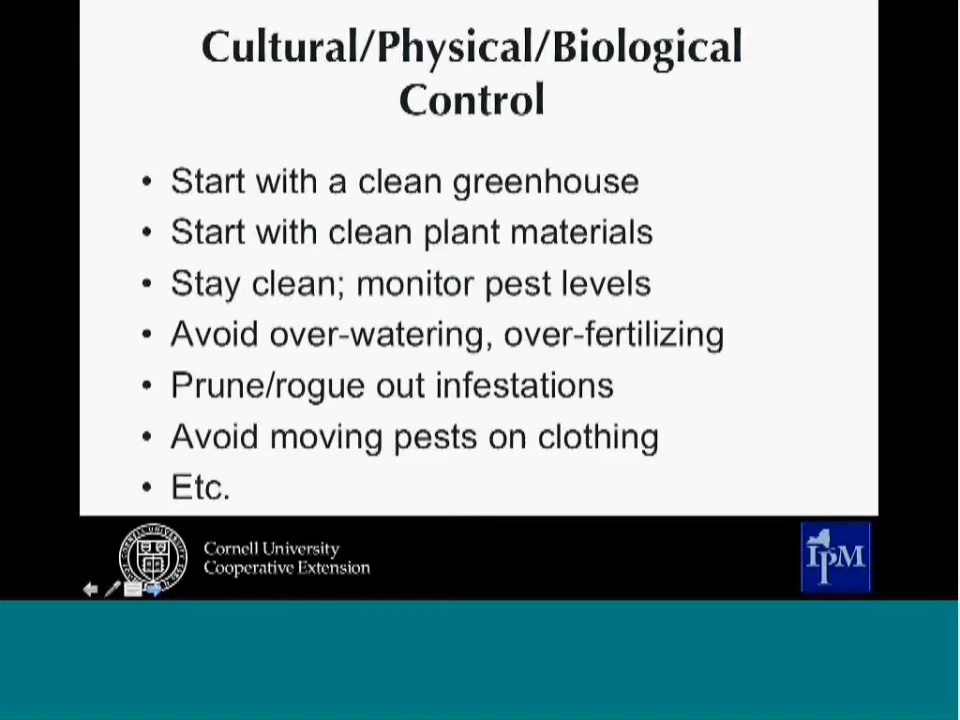 Cultural/Physical/Biological
Control
• Start with a clean greenhouse
• Start with clean plant materials
• Stay clean; monitor pest levels
• Avoid over-watering, over-fertilizing
• Prune/rogue out infestations
• Avoid moving pests on clothing
• Etc.
Cornell University
Cooperative Extension
IPM